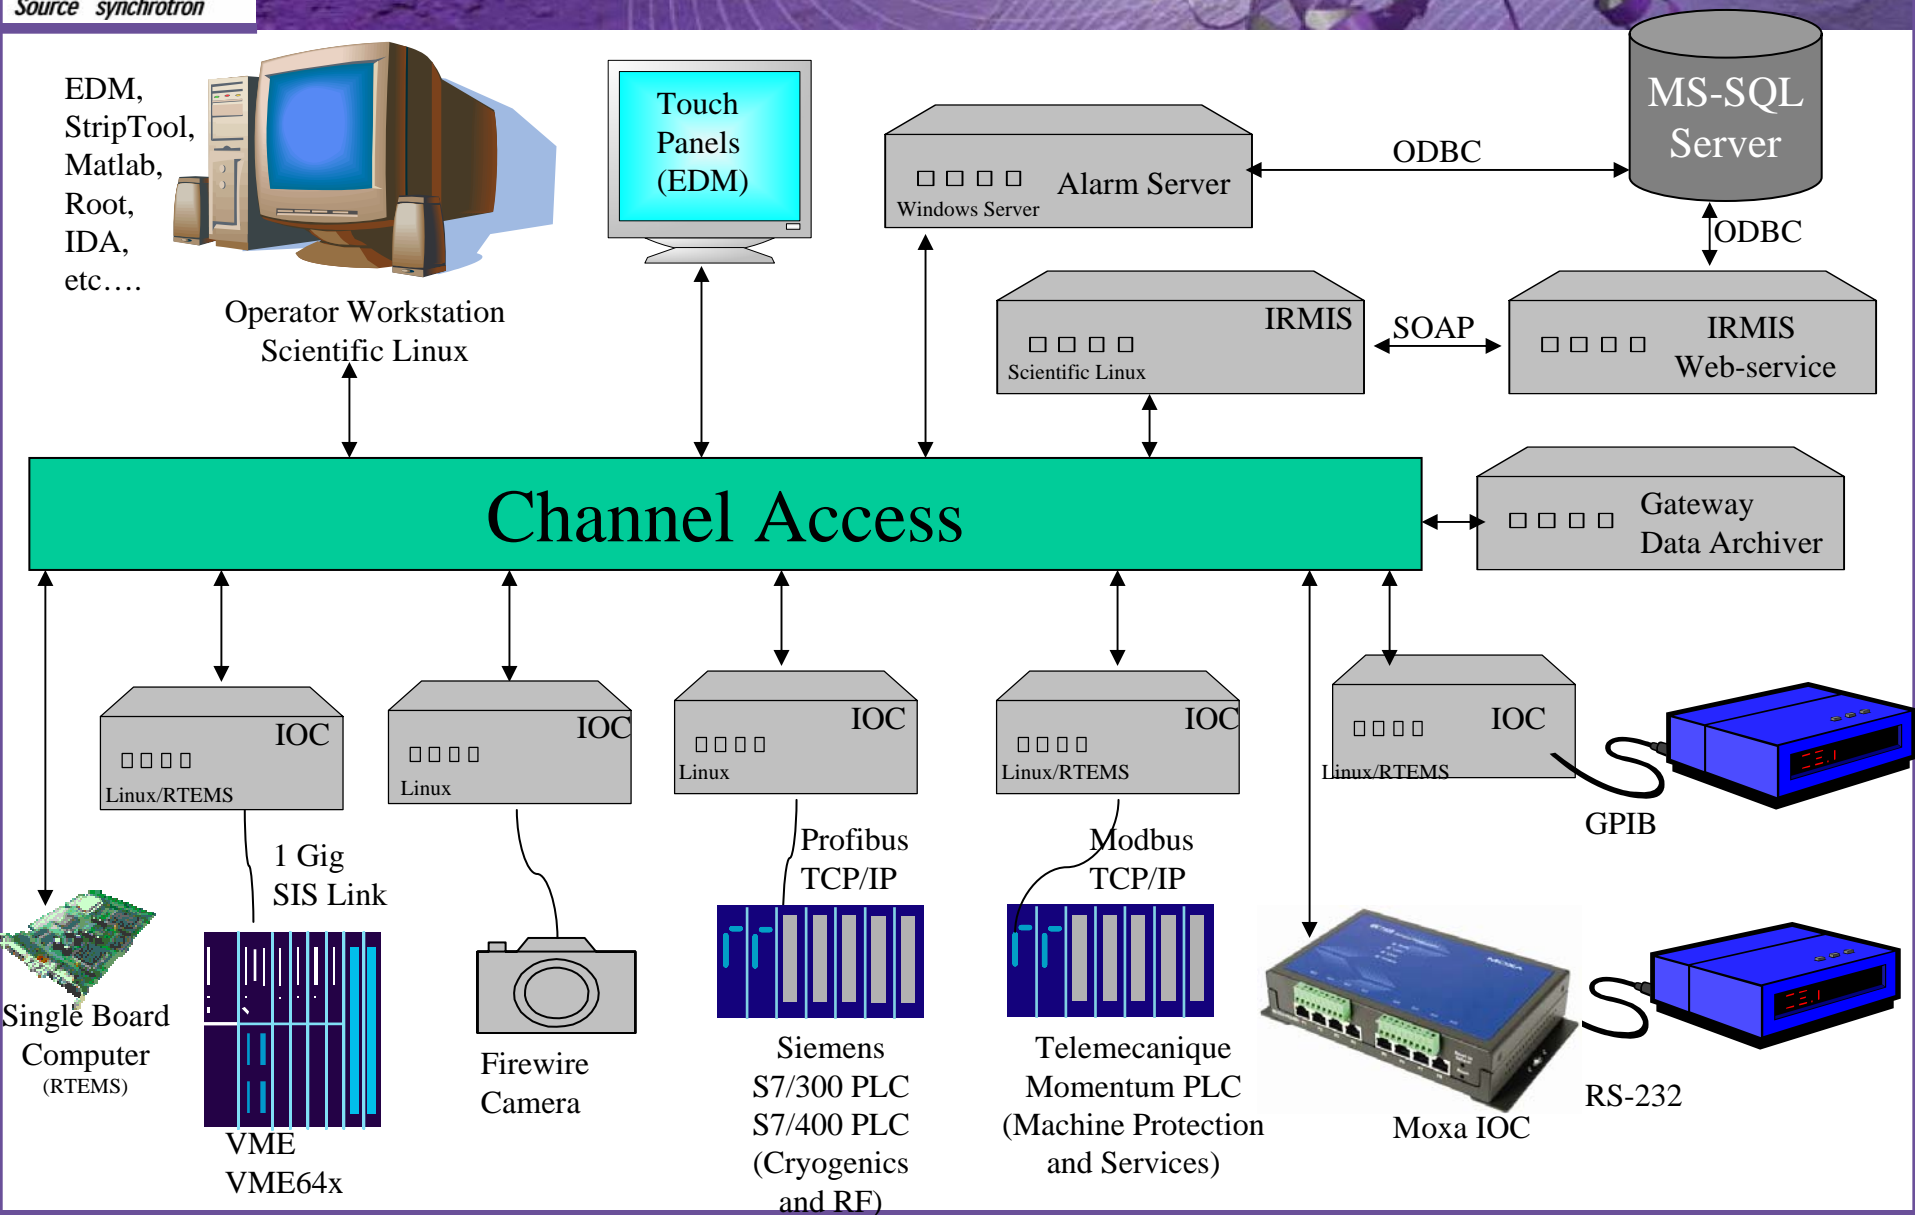 Source synchrotron
EDM,
StripTool,
Matlab,
Root,
IDA,
etc….
Operator Workstation
Scientific Linux
Touch
Panels
(EDM)
Alarm Server
Windows Server
ODBC
MS-SQL
Server
ODBC
IRMIS
Scientific Linux
SOAP
IRMIS
Web-service
Channel Access
Gateway
Data Archiver
IOC
Linux/RTEMS
IOC
Linux
IOC
Linux
IOC
Linux/RTEMS
IOC
Linux/RTEMS
GPIB
1 Gig
SIS Link
Profibus
TCP/IP
Modbus
TCP/IP
Single Board
Computer
(RTEMS)
VME
VME64x
Firewire
Camera
Siemens
S7/300 PLC
S7/400 PLC
(Cryogenics
and RF)
Telemecanique
Momentum PLC
(Machine Protection
and Services)
MOXA
Moxa IOC
RS-232